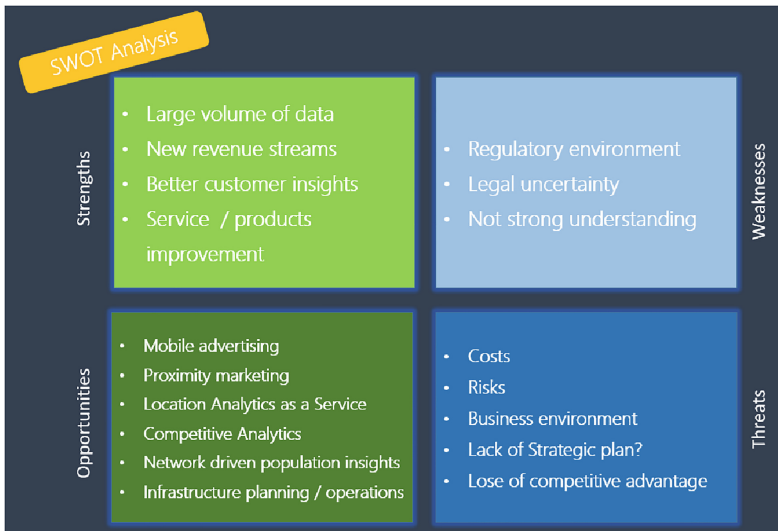 SWOT Analysis
Strengths
• Large volume of data
• New revenue streams
• Better customer insights
• Service / products
improvement
• Regulatory environment
• Legal uncertainty
• Not strong understanding
Weaknesses
Opportunities
• Mobile advertising
• Proximity marketing
• Location Analytics as a Service
• Competitive Analytics
• Network driven population insights
• Infrastructure planning / operations
• Costs
• Risks
• Business environment
• Lack of Strategic plan?
• Lose of competitive advantage
Threats